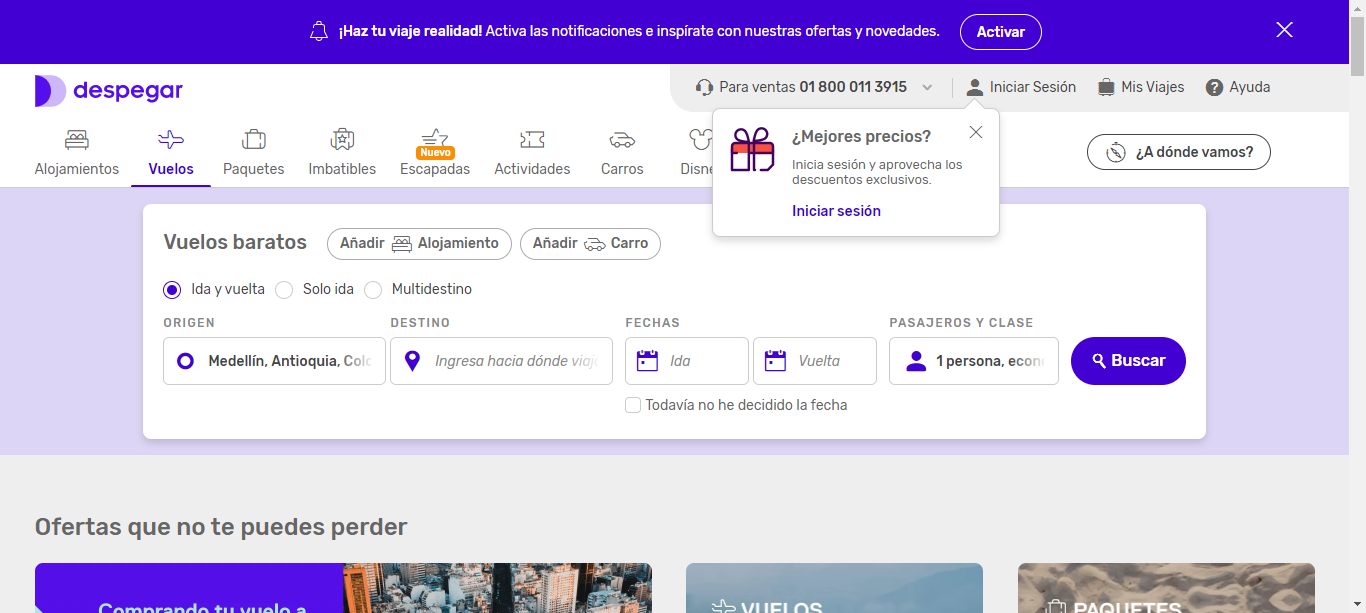 ¡Haz tu viaje realidad! Activa las notificaciones e inspírate con nuestras ofertas y novedades.
Activar
despegar
Para ventas 01 800 011 3915
Iniciar Sesión
Mis Viajes
Ayuda
Alojamientos
Vuelos
Paquetes
Imbatibles
Nuevo
Escapadas
Actividades
Carros
Disne
¿A dónde vamos?
¿Mejores precios?
Inicia sesión y aprovecha los
descuentos exclusivos.
Iniciar sesión
Vuelos baratos
Añadir Alojamiento
Añadir Carro
Ida y vuelta
Solo ida
Multidestino
ORIGEN
DESTINO
FECHAS
PASAJEROS Y CLASE
Medellín, Antioquia, Colo
Ingresa hacia dónde viaj
Ida
Vuelta
1 persona, econ
Buscar
Todavía no he decidido la fecha
Ofertas que no te puedes perder
Comprando tu vuelo a
VUELOS
PAQUETES